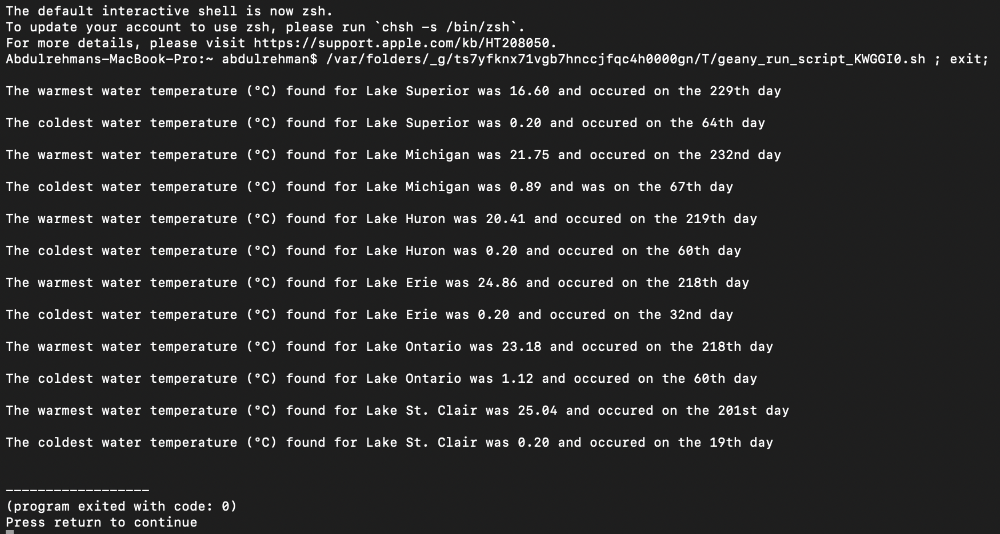 The default interactive shell is now zsh.
To update your account to use zsh, please run `chsh -s /bin/zsh`.
For more details, please visit https://support.apple.com/kb/HT208050.
Abdulrehmans-MacBook-Pro:~ abdulrehman$ /var/folders/_g/ts7yfknx71vgb7hnccjfqc4h0000gn/T/geany_run_script_KWGGI0.sh ; exit;
The warmest water temperature (°C) found for Lake Superior was 16.60 and occured on the 229th day
The coldest water temperature (°C) found for Lake Superior was 0.20 and occured on the 64th day
The warmest water temperature (°C) found for Lake Michigan was 21.75 and occured on the 232nd day
The coldest water temperature (°C) found for Lake Michigan was 0.89 and was on the 67th day
The warmest water temperature (°C) found for Lake Huron was 20.41 and occured on the 219th day
The coldest water temperature (°C) found for Lake Huron was 0.20 and occured on the 60th day
The warmest water temperature (°C) found for Lake Erie was 24.86 and occured on the 218th day
The coldest water temperature (°C) found for Lake Erie was 0.20 and occured on the 32nd day
The warmest water temperature (°C) found for Lake Ontario was 23.18 and occured on the 218th day
The coldest water temperature (°C) found for Lake Ontario was 1.12 and occured on the 60th day
The warmest water temperature (°C) found for Lake St. Clair was 25.04 and occured on the 201st day
The coldest water temperature (°C) found for Lake St. Clair was 0.20 and occured on the 19th day
------------------
(program exited with code: 0)
Press return to continue